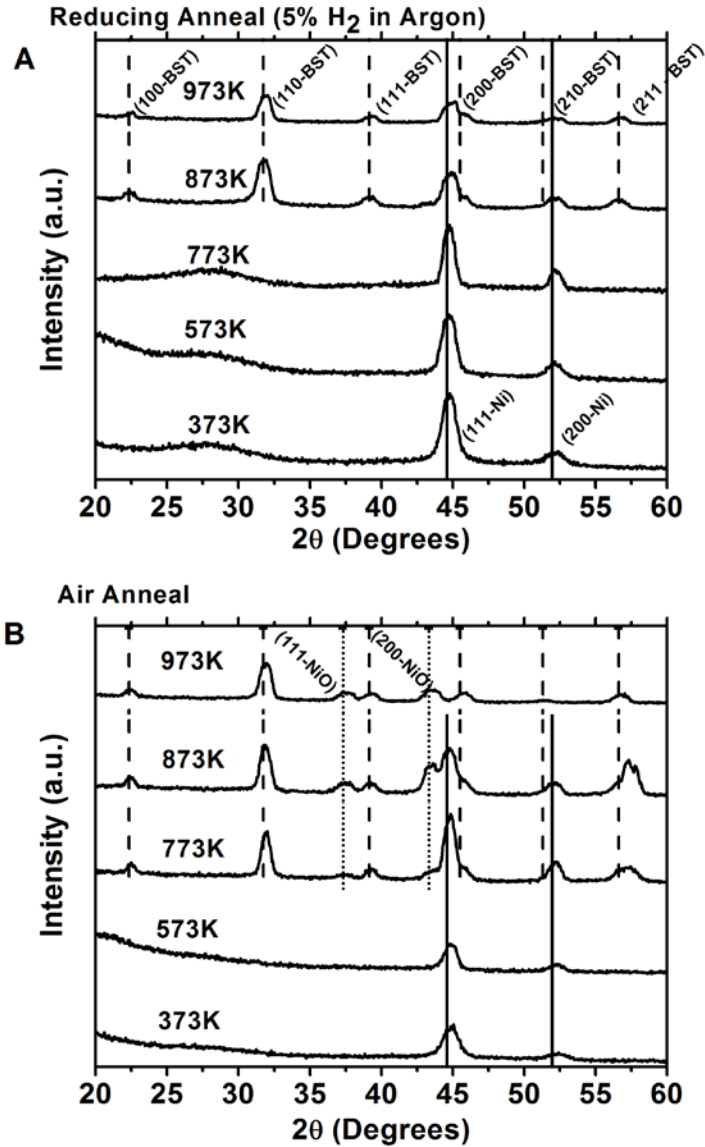 Reducing Anneal (5% H2 in Argon)
A
(100-BST)
(110-BST)
(111-BST)
(200-BST)
(210-BST)
(211 - BST)
973K
873K
773K
573K
373K
(111-Ni)
(200-Ni)
Intensity (a.u.)
20 25 30 35 40 45 50 55 60
2θ (Degrees)
Air Anneal
B
(111-NiO)
(200-NiO)
973K
873K
773K
573K
373K
Intensity (a.u.)
20 25 30 35 40 45 50 55 60
2θ (Degrees)